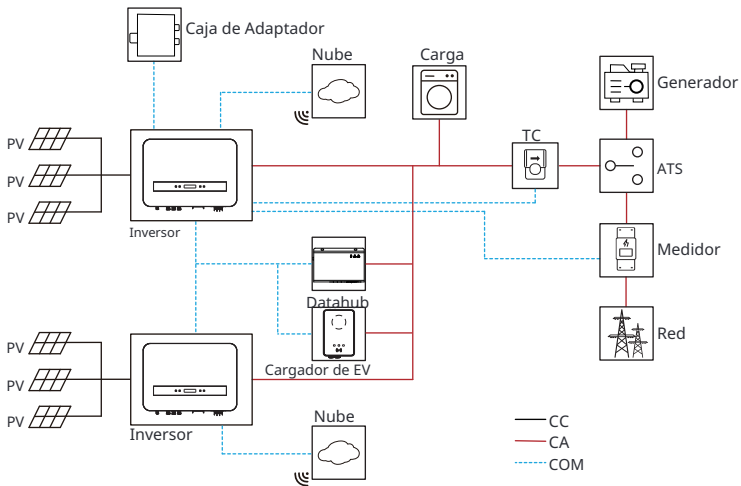 Caja de Adaptador
Nube
Carga
Generador
PV
PV
PV
Inversor
TC
ATS
Medidor
Datahub
Cargador de EV
Red
PV
PV
PV
Inversor
Nube
CC
CA
COM